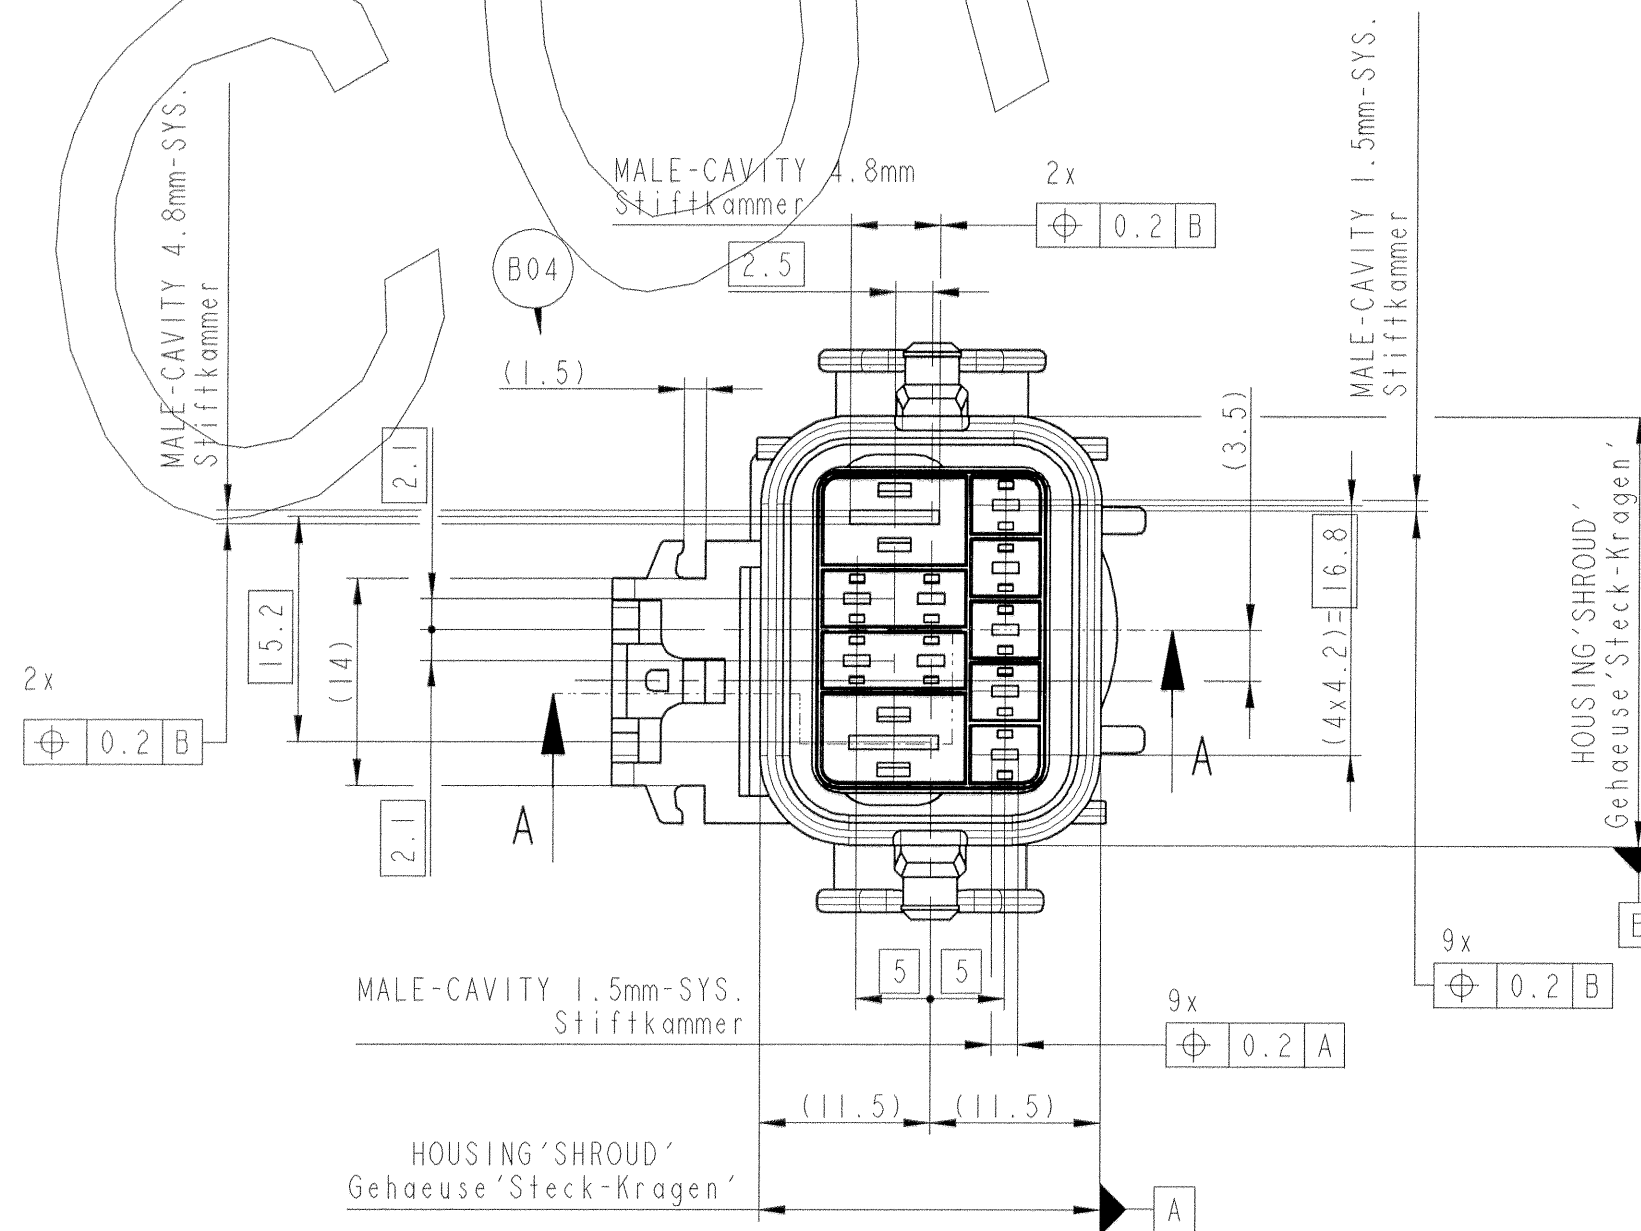 MALE-CAVITY 4.8mm-SYS.
Stiftkammer
MALE-CAVITY 4.8mm
Stiftkammer
2x
⌖ 0.2 B
2.5
B04
(1.5)
MALE-CAVITY 1.5mm-SYS.
Stiftkammer
(3.5)
2.1
15.2
(14)
2.1
2x
⌖ 0.2 B
A
A
(4x4.2)=16.8
HOUSING'SHROUD'
Gehaeuse'Steck-Kragen'
5
5
MALE-CAVITY 1.5mm-SYS.
Stiftkammer
9x
⌖ 0.2 A
9x
⌖ 0.2 B
(11.5)
(11.5)
HOUSING'SHROUD'
Gehaeuse'Steck-Kragen'
A